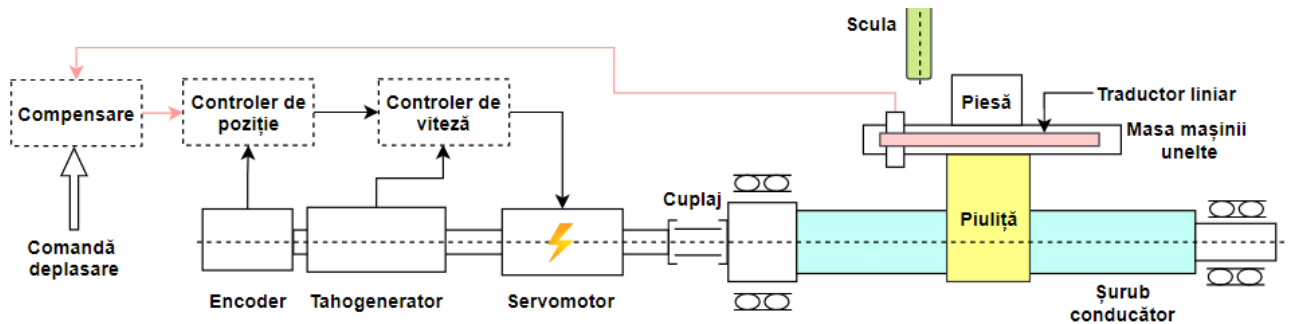 Scula
Compensare
Controler de
poziție
Controler de
viteză
Piesă
Traductor liniar
Masa mașinii
unelte
Cuplaj
Piuliță
Comandă
deplasare
Encoder
Tahogenerator
Servomotor
Șurub
conducător